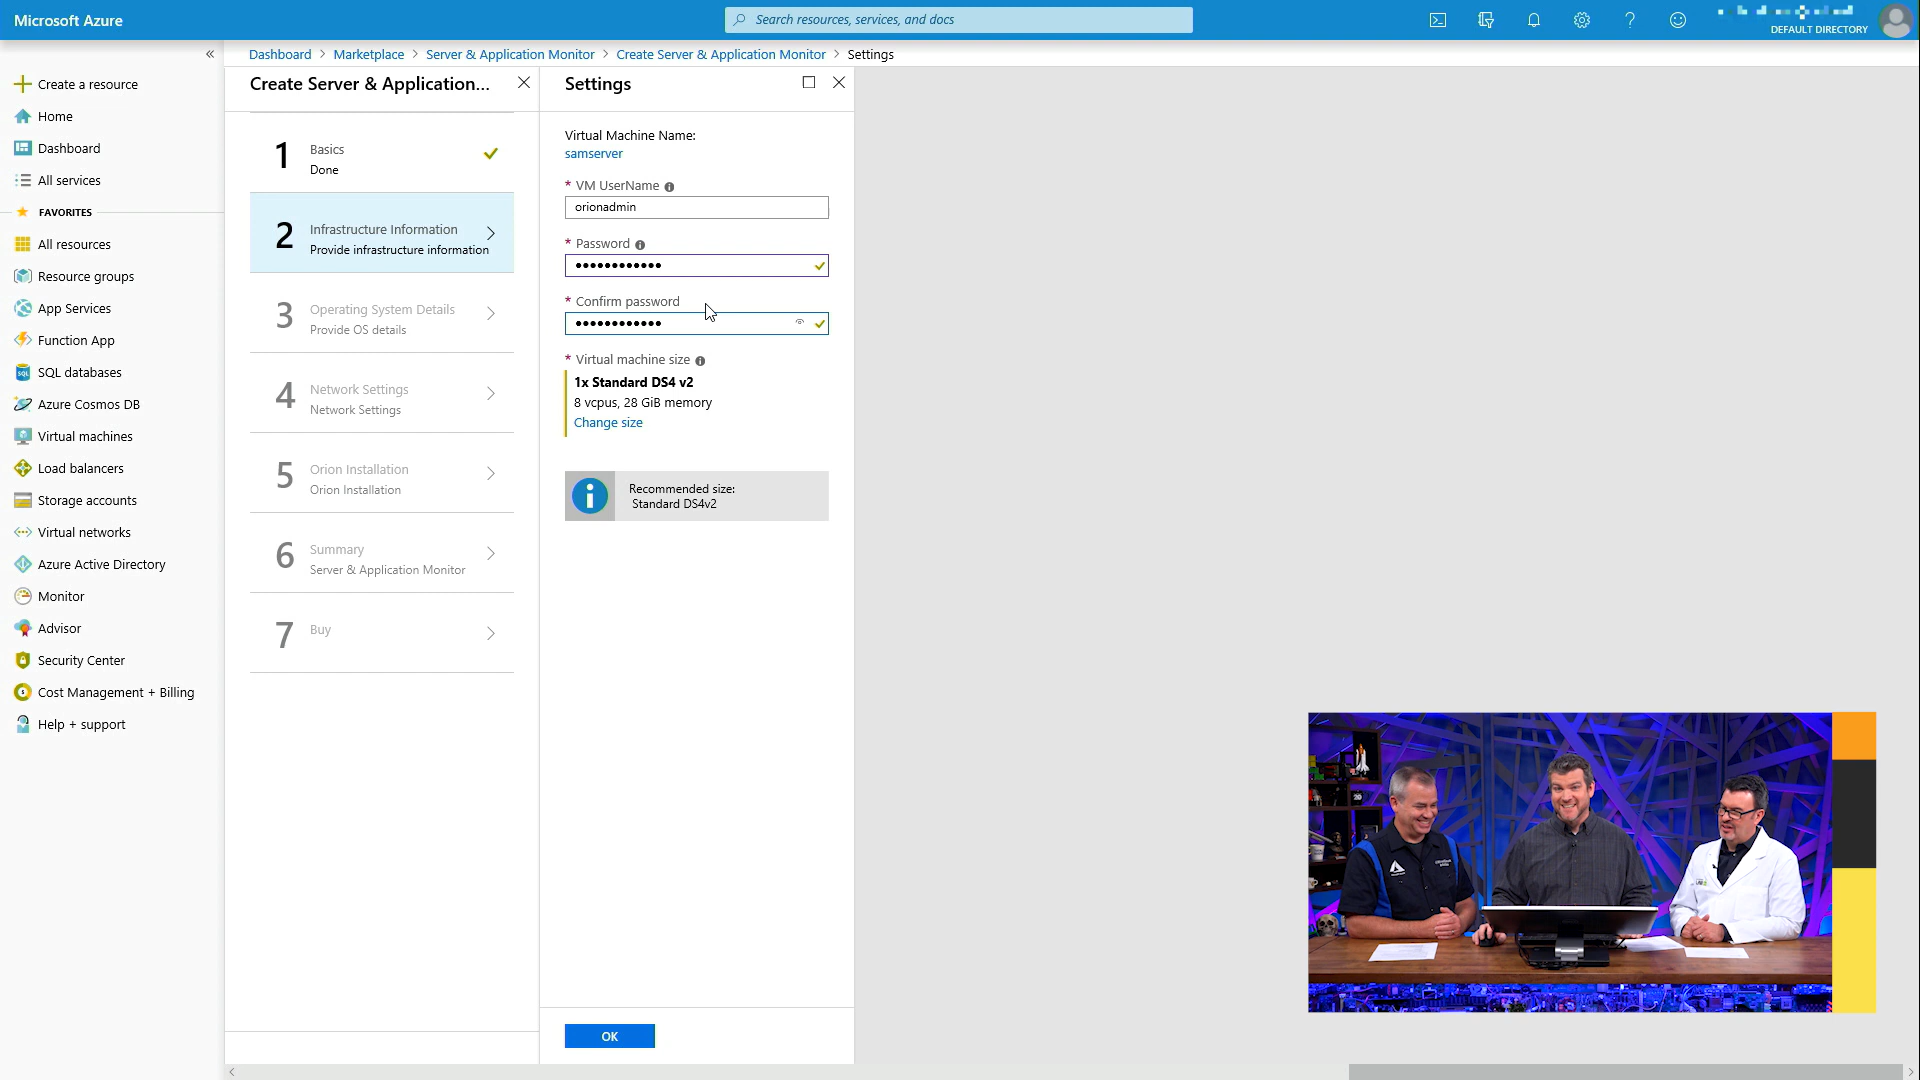 Microsoft Azure
Search resources, services, and docs
DEFAULT DIRECTORY
Dashboard > Marketplace > Server & Application Monitor > Create Server & Application Monitor > Settings
Create a resource
Home
Dashboard
All services
FAVORITES
All resources
Resource groups
App Services
Function App
SQL databases
Azure Cosmos DB
Virtual machines
Load balancers
Storage accounts
Virtual networks
Azure Active Directory
Monitor
Advisor
Security Center
Cost Management + Billing
Help + support
Create Server & Application...
1 Basics
Done
2 Infrastructure Information
Provide infrastructure information
3 Operating System Details
Provide OS details
4 Network Settings
Network Settings
5 Orion Installation
Orion Installation
6 Summary
Server & Application Monitor
7 Buy
Settings
Virtual Machine Name:
samserver
* VM UserName
orionadmin
* Password
••••••••••••
* Confirm password
••••••••••••
* Virtual machine size
1x Standard DS4 v2
8 vcpus, 28 GiB memory
Change size
Recommended size:
Standard DS4v2
OK